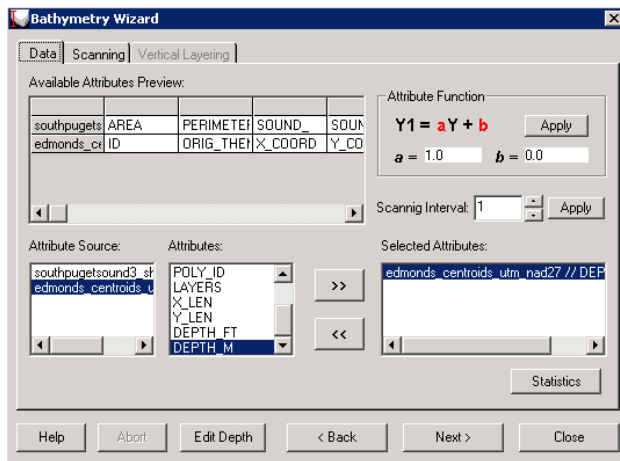 Bathymetry Wizard
Data Scanning Vertical Layering
Available Attributes Preview:
southpugets AREA PERIMETER SOUND_ SOUN
edmonds_ce ID ORIG_THEM X_COORD Y_CO
Attribute Function
Y1 = aY + b Apply
a = 1.0 b = 0.0
Scannig Interval: 1 Apply
Attribute Source: Attributes: Selected Attributes:
southpugetsound3_sh
edmonds_centroids_u
POLY_ID
LAYERS
X_LEN
Y_LEN
DEPTH_FT
DEPTH_M
>>
<<
edmonds_centroids_utm_nad27 // DEP
Statistics
Help Abort Edit Depth < Back Next > Close